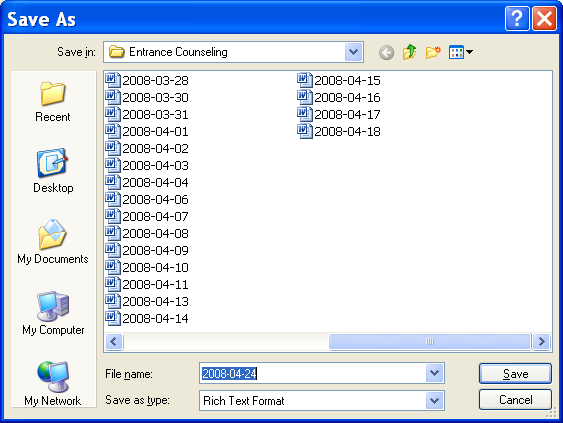 Save As
Save in: Entrance Counseling
Recent
Desktop
My Documents
My Computer
My Network
2008-03-28
2008-03-30
2008-03-31
2008-04-01
2008-04-02
2008-04-03
2008-04-04
2008-04-06
2008-04-07
2008-04-08
2008-04-09
2008-04-10
2008-04-11
2008-04-13
2008-04-14
2008-04-15
2008-04-16
2008-04-17
2008-04-18
File name: 2008-04-24
Save
Save as type: Rich Text Format
Cancel